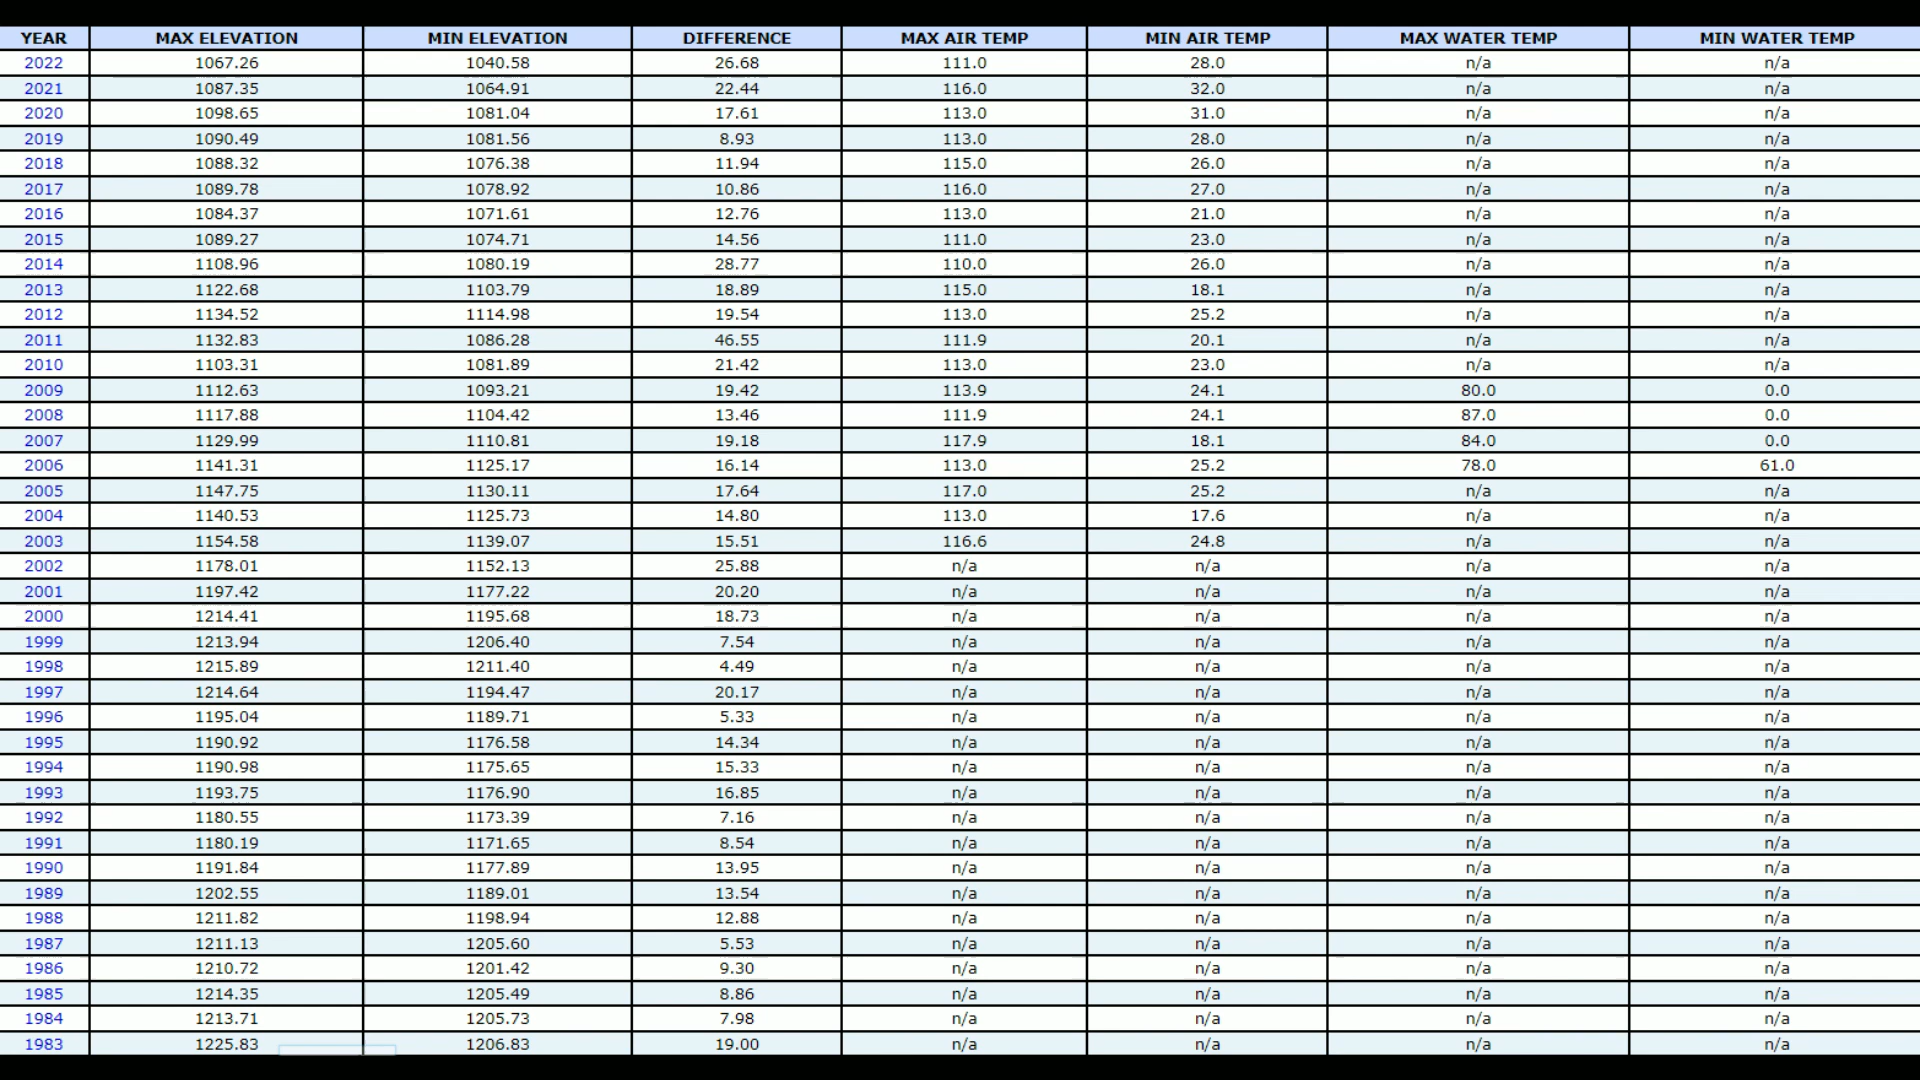 YEAR MAX ELEVATION MIN ELEVATION DIFFERENCE MAX AIR TEMP MIN AIR TEMP MAX WATER TEMP MIN WATER TEMP
2022 1067.26 1040.58 26.68 111.0 28.0 n/a n/a
2021 1087.35 1064.91 22.44 116.0 32.0 n/a n/a
2020 1098.65 1081.04 17.61 113.0 31.0 n/a n/a
2019 1090.49 1081.56 8.93 113.0 28.0 n/a n/a
2018 1088.32 1076.38 11.94 115.0 26.0 n/a n/a
2017 1089.78 1078.92 10.86 116.0 27.0 n/a n/a
2016 1084.37 1071.61 12.76 113.0 21.0 n/a n/a
2015 1089.27 1074.71 14.56 111.0 23.0 n/a n/a
2014 1108.96 1080.19 28.77 110.0 26.0 n/a n/a
2013 1122.68 1103.79 18.89 115.0 18.1 n/a n/a
2012 1134.52 1114.98 19.54 113.0 25.2 n/a n/a
2011 1132.83 1086.28 46.55 111.9 20.1 n/a n/a
2010 1103.31 1081.89 21.42 113.0 23.0 n/a n/a
2009 1112.63 1093.21 19.42 113.9 24.1 80.0 0.0
2008 1117.88 1104.42 13.46 111.9 24.1 87.0 0.0
2007 1129.99 1110.81 19.18 117.9 18.1 84.0 0.0
2006 1141.31 1125.17 16.14 113.0 25.2 78.0 61.0
2005 1147.75 1130.11 17.64 117.0 25.2 n/a n/a
2004 1140.53 1125.73 14.80 113.0 17.6 n/a n/a
2003 1154.58 1139.07 15.51 116.6 24.8 n/a n/a
2002 1178.01 1152.13 25.88 n/a n/a n/a n/a
2001 1197.42 1177.22 20.20 n/a n/a n/a n/a
2000 1214.41 1195.68 18.73 n/a n/a n/a n/a
1999 1213.94 1206.40 7.54 n/a n/a n/a n/a
1998 1215.89 1211.40 4.49 n/a n/a n/a n/a
1997 1214.64 1194.47 20.17 n/a n/a n/a n/a
1996 1195.04 1189.71 5.33 n/a n/a n/a n/a
1995 1190.92 1176.58 14.34 n/a n/a n/a n/a
1994 1190.98 1175.65 15.33 n/a n/a n/a n/a
1993 1193.75 1176.90 16.85 n/a n/a n/a n/a
1992 1180.55 1173.39 7.16 n/a n/a n/a n/a
1991 1180.19 1171.65 8.54 n/a n/a n/a n/a
1990 1191.84 1177.89 13.95 n/a n/a n/a n/a
1989 1202.55 1189.01 13.54 n/a n/a n/a n/a
1988 1211.82 1198.94 12.88 n/a n/a n/a n/a
1987 1211.13 1205.60 5.53 n/a n/a n/a n/a
1986 1210.72 1201.42 9.30 n/a n/a n/a n/a
1985 1214.35 1205.49 8.86 n/a n/a n/a n/a
1984 1213.71 1205.73 7.98 n/a n/a n/a n/a
1983 1225.83 1206.83 19.00 n/a n/a n/a n/a